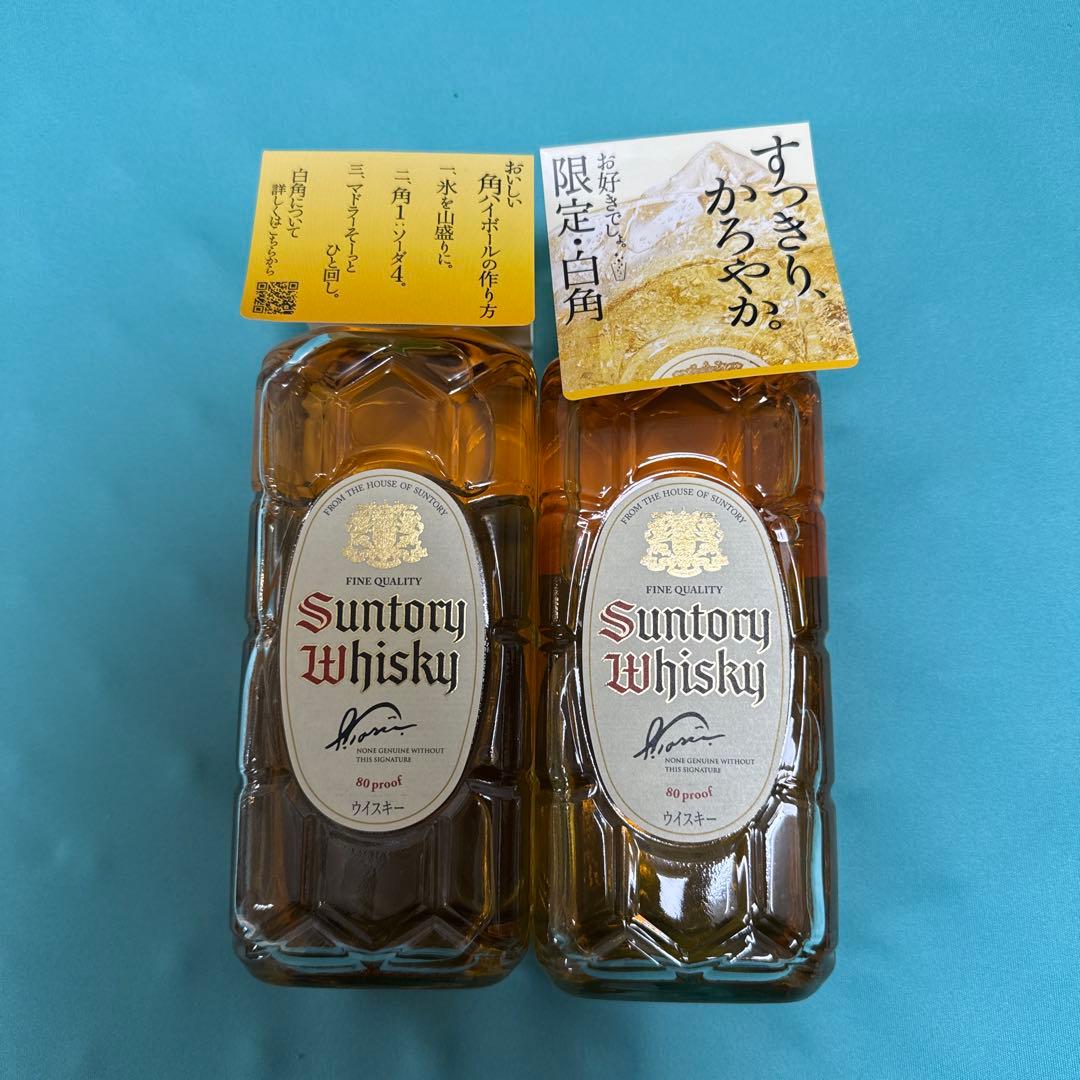 おいしい
角ハイボールの作り方
一、氷を山盛りに。
二、角1:ソーダ4。
三、マドラーそーっと
ひと回し。
白角について
詳しくはこちらから
すっきり、
かろやか。
お好きでしょ…
限定・白角
FROM THE HOUSE OF SUNTORY
FINE QUALITY
Suntory
Whisky
NONE GENUINE WITHOUT
THIS SIGNATURE
80 proof
ウイスキー
FROM THE HOUSE OF SUNTORY
FINE QUALITY
Suntory
Whisky
NONE GENUINE WITHOUT
THIS SIGNATURE
80 proof
ウイスキー